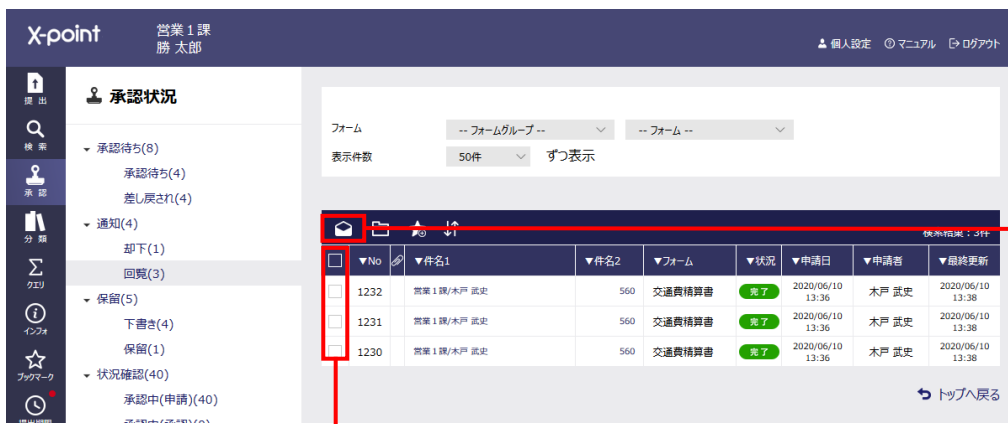 X-point
営業１課
勝 太郎
個人設定 マニュアル ログアウト
提 出
検 索
承 認
分 類
クエリ
インフォ
ブックマーク
承認状況
承認待ち(8)
承認待ち(4)
差し戻され(4)
通知(4)
却下(1)
回覧(3)
保留(5)
下書き(4)
保留(1)
状況確認(40)
承認中(申請)(40)
フォーム -- フォームグループ -- -- フォーム --
表示件数 50件 ずつ表示
検索結果：3件
▼No ▼件名1 ▼件名2 ▼フォーム ▼状況 ▼申請日 ▼申請者 ▼最終更新
1232 営業１課/木戸 武史 560 交通費精算書 完了 2020/06/10 13:36 木戸 武史 2020/06/10 13:38
1231 営業１課/木戸 武史 560 交通費精算書 完了 2020/06/10 13:36 木戸 武史 2020/06/10 13:38
1230 営業１課/木戸 武史 560 交通費精算書 完了 2020/06/10 13:36 木戸 武史 2020/06/10 13:38
トップへ戻る